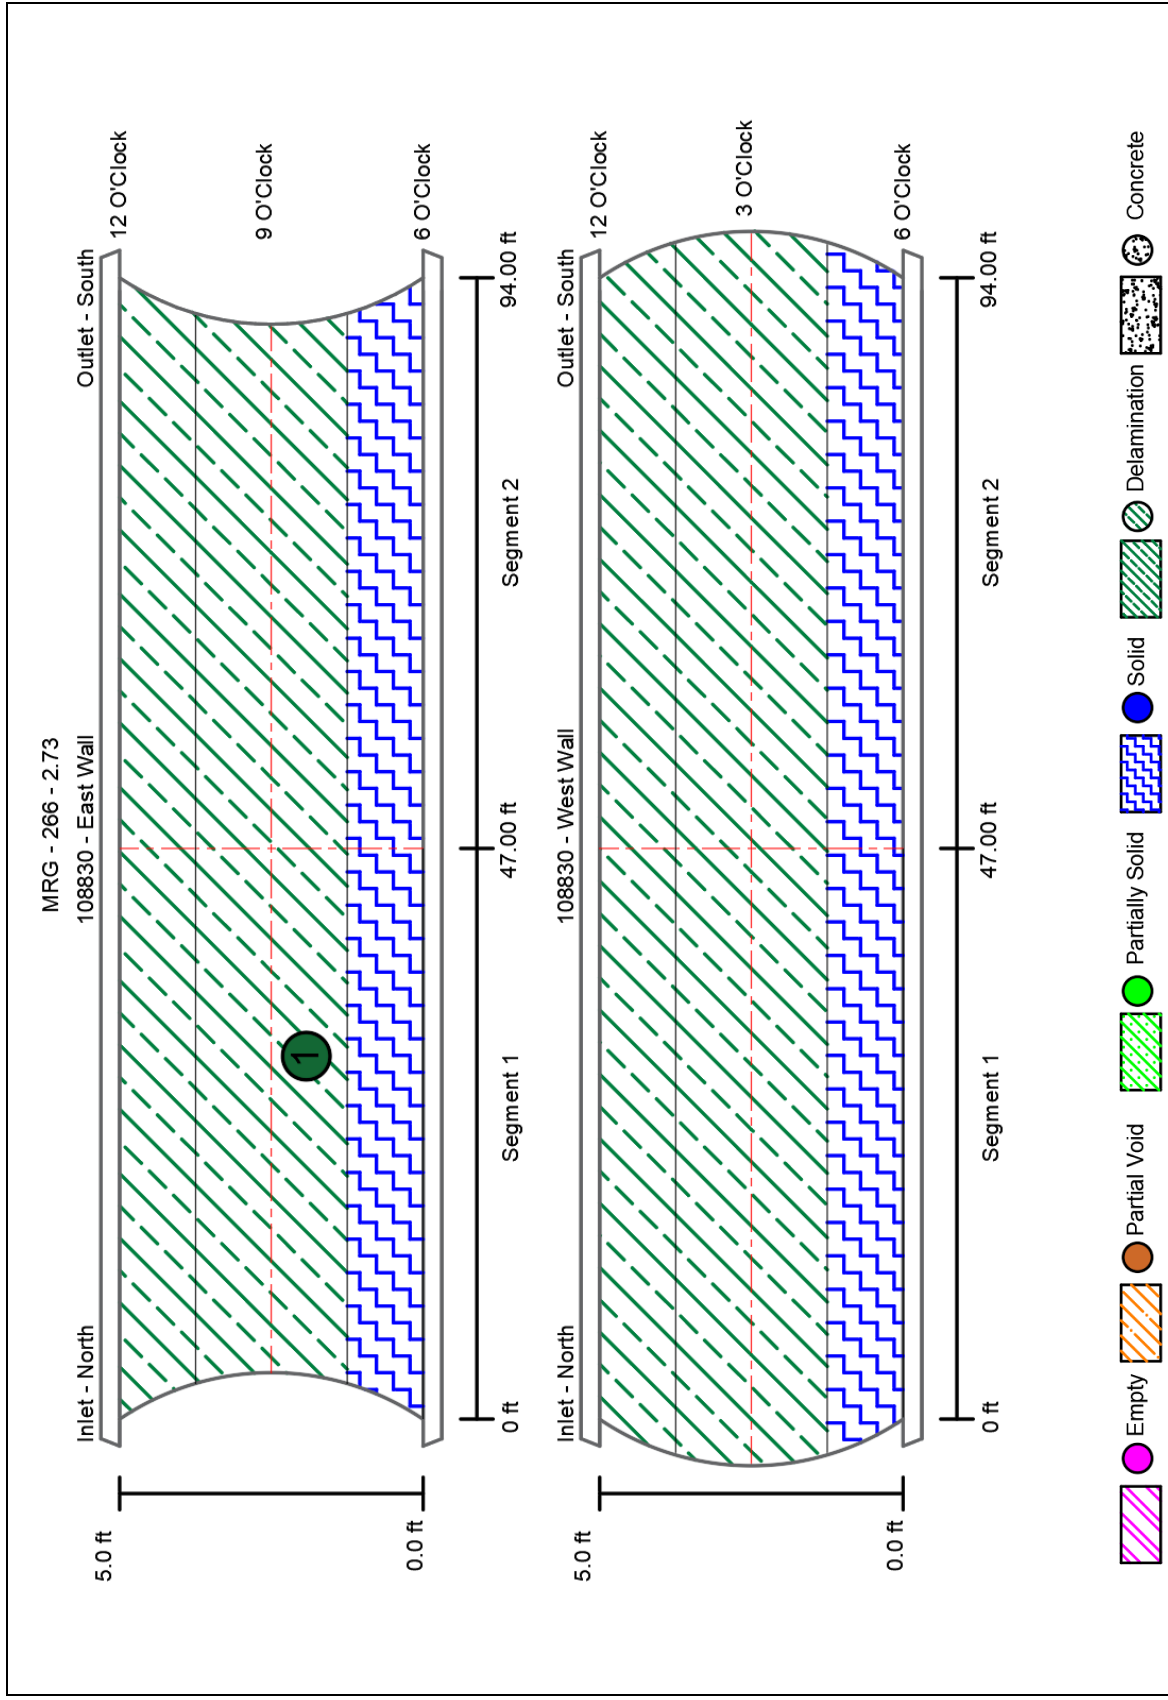 MRG - 266 - 2.73
Inlet - North
108830 - East Wall
Outlet - South
5.0 ft
12 O'Clock
9 O'Clock
1
0.0 ft
6 O'Clock
0 ft
Segment 1
47.00 ft
Segment 2
94.00 ft
Inlet - North
108830 - West Wall
Outlet - South
5.0 ft
12 O'Clock
3 O'Clock
0.0 ft
6 O'Clock
0 ft
Segment 1
47.00 ft
Segment 2
94.00 ft
Empty
Partial Void
Partially Solid
Solid
Delamination
Concrete